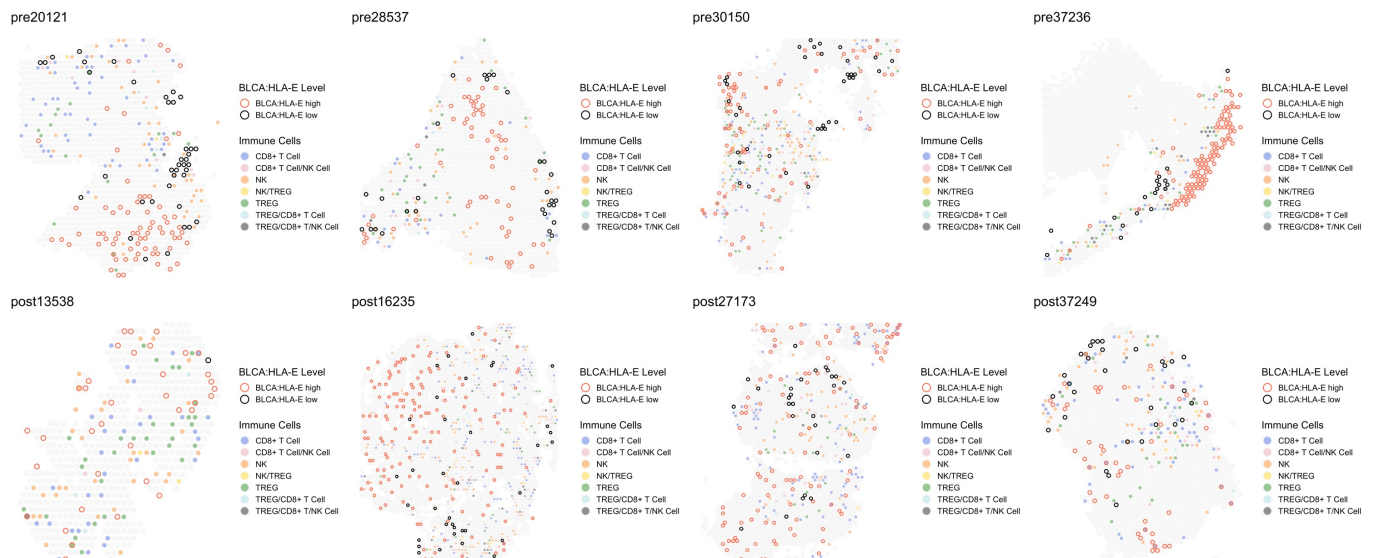 pre20121
BLCA:HLA-E Level
BLCA:HLA-E high
BLCA:HLA-E low
Immune Cells
CD8+ T Cell
CD8+ T Cell/NK Cell
NK
NK/TREG
TREG
TREG/CD8+ T Cell
TREG/CD8+ T/NK Cell
pre28537
BLCA:HLA-E Level
BLCA:HLA-E high
BLCA:HLA-E low
Immune Cells
CD8+ T Cell
CD8+ T Cell/NK Cell
NK
NK/TREG
TREG
TREG/CD8+ T Cell
TREG/CD8+ T/NK Cell
pre30150
BLCA:HLA-E Level
BLCA:HLA-E high
BLCA:HLA-E low
Immune Cells
CD8+ T Cell
CD8+ T Cell/NK Cell
NK
NK/TREG
TREG
TREG/CD8+ T Cell
TREG/CD8+ T/NK Cell
pre37236
BLCA:HLA-E Level
BLCA:HLA-E high
BLCA:HLA-E low
Immune Cells
CD8+ T Cell
CD8+ T Cell/NK Cell
NK
NK/TREG
TREG
TREG/CD8+ T Cell
TREG/CD8+ T/NK Cell
post13538
BLCA:HLA-E Level
BLCA:HLA-E high
BLCA:HLA-E low
Immune Cells
CD8+ T Cell
CD8+ T Cell/NK Cell
NK
NK/TREG
TREG
TREG/CD8+ T Cell
TREG/CD8+ T/NK Cell
post16235
BLCA:HLA-E Level
BLCA:HLA-E high
BLCA:HLA-E low
Immune Cells
CD8+ T Cell
CD8+ T Cell/NK Cell
NK
NK/TREG
TREG
TREG/CD8+ T Cell
TREG/CD8+ T/NK Cell
post27173
BLCA:HLA-E Level
BLCA:HLA-E high
BLCA:HLA-E low
Immune Cells
CD8+ T Cell
CD8+ T Cell/NK Cell
NK
NK/TREG
TREG
TREG/CD8+ T Cell
TREG/CD8+ T/NK Cell
post37249
BLCA:HLA-E Level
BLCA:HLA-E high
BLCA:HLA-E low
Immune Cells
CD8+ T Cell
CD8+ T Cell/NK Cell
NK
NK/TREG
TREG
TREG/CD8+ T Cell
TREG/CD8+ T/NK Cell